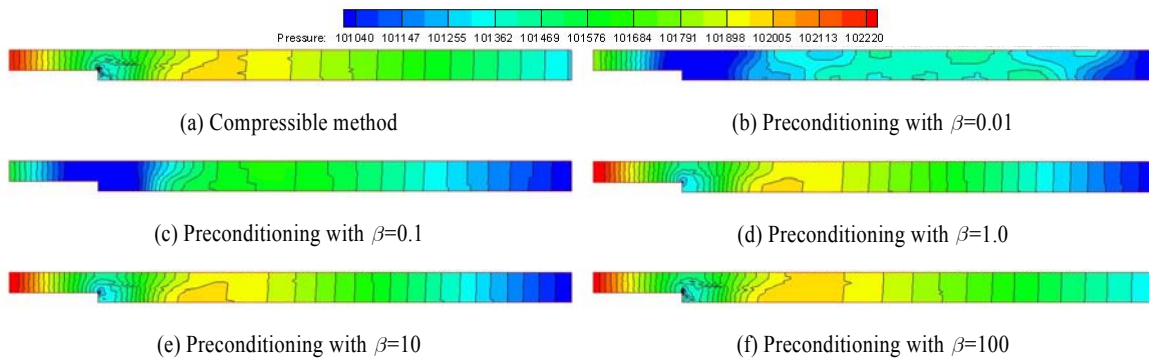 Pressure: 101040 101147 101255 101362 101469 101576 101684 101791 101898 102005 102113 102220
(a) Compressible method
(b) Preconditioning with β=0.01
(c) Preconditioning with β=0.1
(d) Preconditioning with β=1.0
(e) Preconditioning with β=10
(f) Preconditioning with β=100